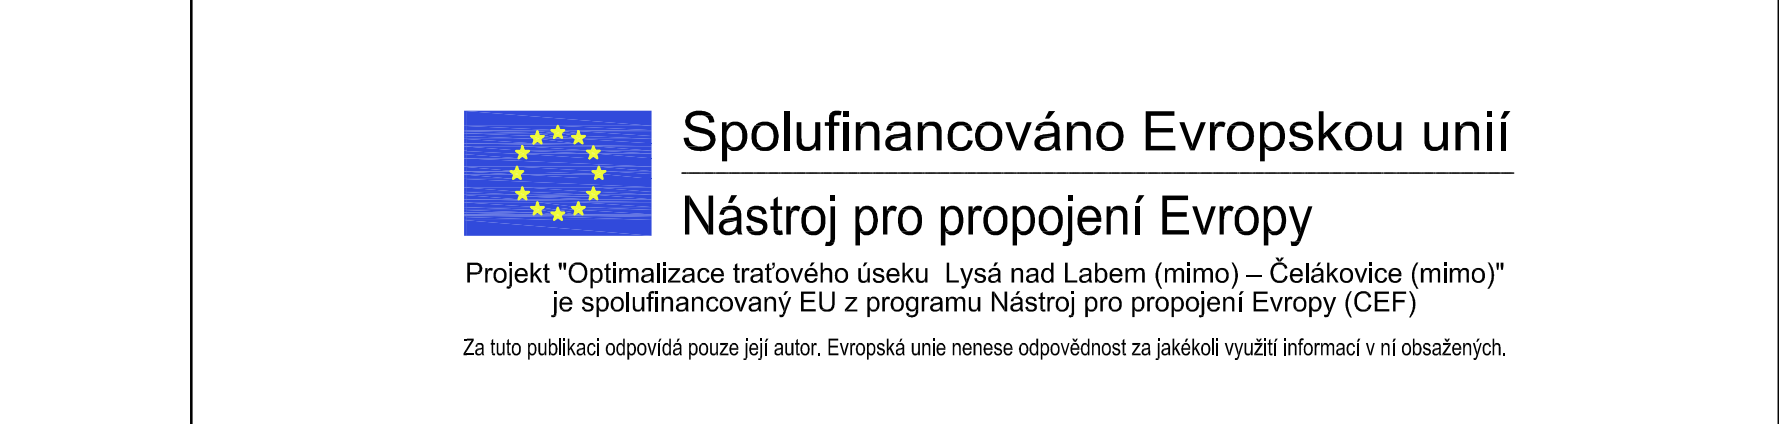 Spolufinancováno Evropskou unií
Nástroj pro propojení Evropy
Projekt "Optimalizace traťového úseku  Lysá nad Labem (mimo) – Čelákovice (mimo)"
je spolufinancovaný EU z programu Nástroj pro propojení Evropy (CEF)
Za tuto publikaci odpovídá pouze její autor. Evropská unie nenese odpovědnost za jakékoli využití informací v ní obsažených.